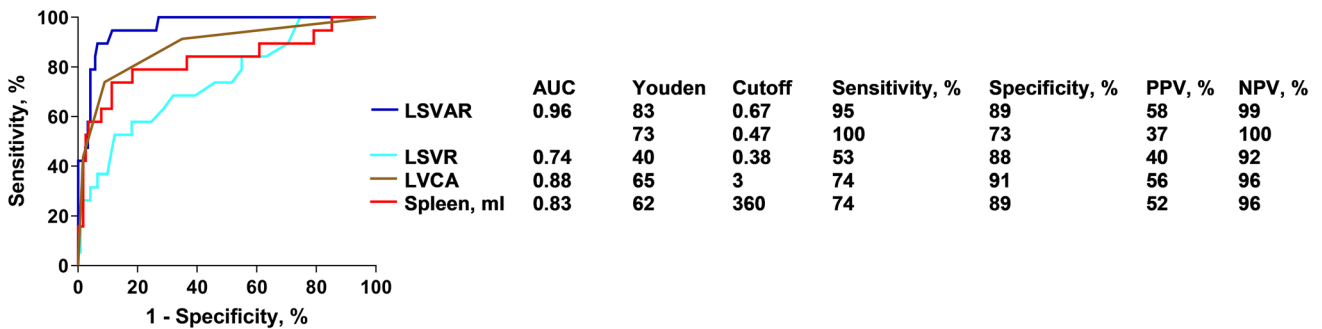 100
80
60
40
20
0
Sensitivity, %
0 20 40 60 80 100
1 - Specificity, %
AUC Youden Cutoff Sensitivity, % Specificity, % PPV, % NPV, %
LSVAR 0.96 83 0.67 95 89 58 99
73 0.47 100 73 37 100
LSVR 0.74 40 0.38 53 88 40 92
LVCA 0.88 65 3 74 91 56 96
Spleen, ml 0.83 62 360 74 89 52 96